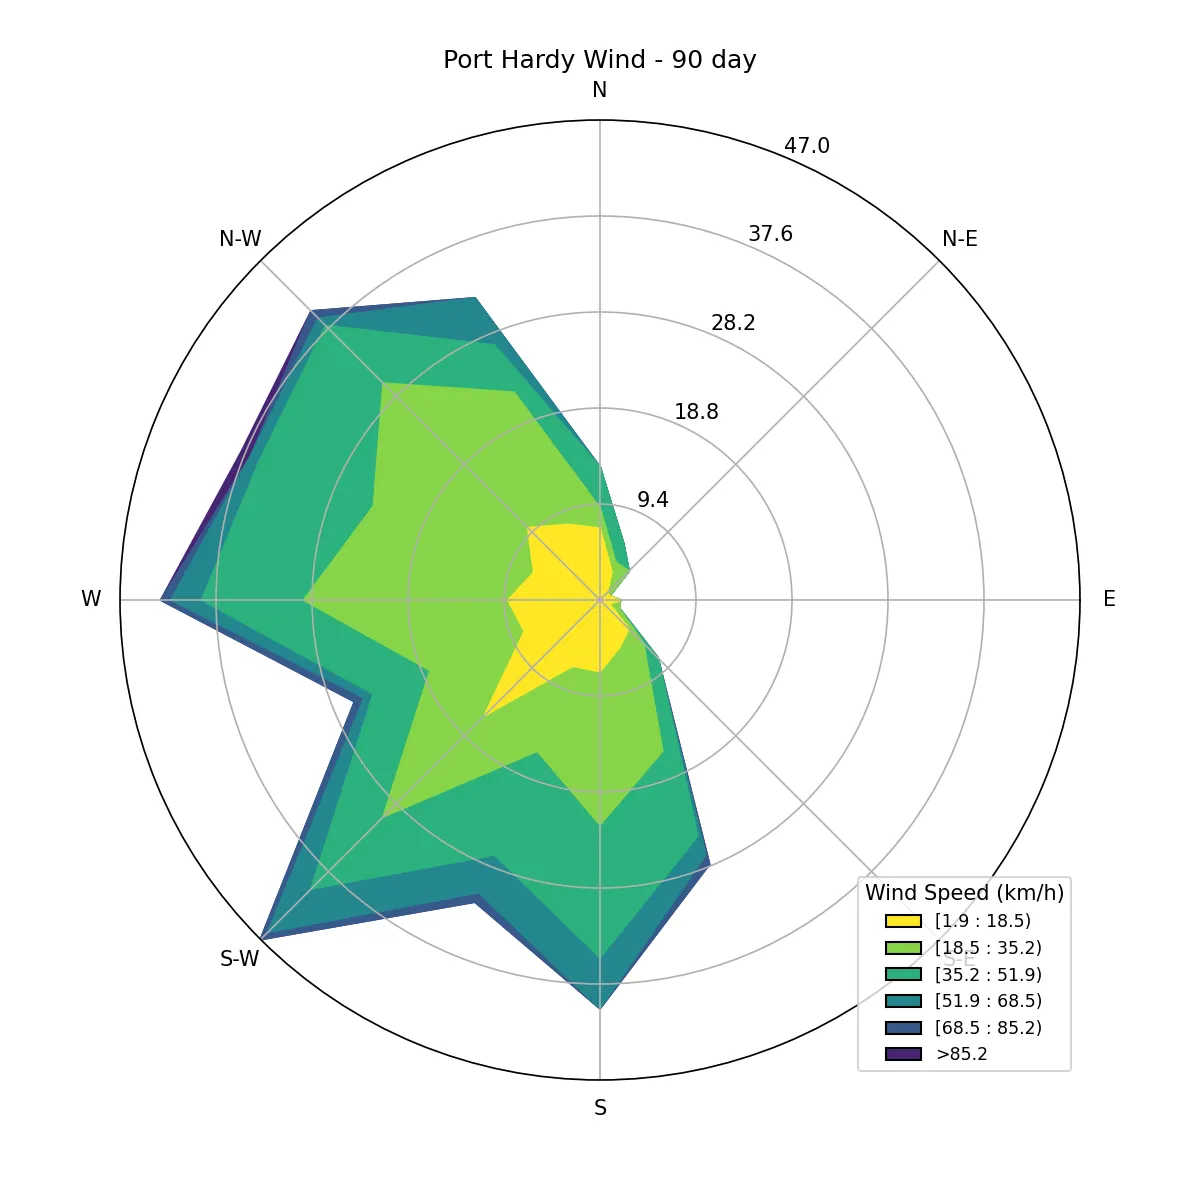 Port Hardy Wind - 90 day
N
47.0
N-W
N-E
37.6
28.2
18.8
9.4
W
E
Wind Speed (km/h)
[1.9 : 18.5)
[18.5 : 35.2)
S-W
S-E
[35.2 : 51.9)
[51.9 : 68.5)
[68.5 : 85.2)
>85.2
S